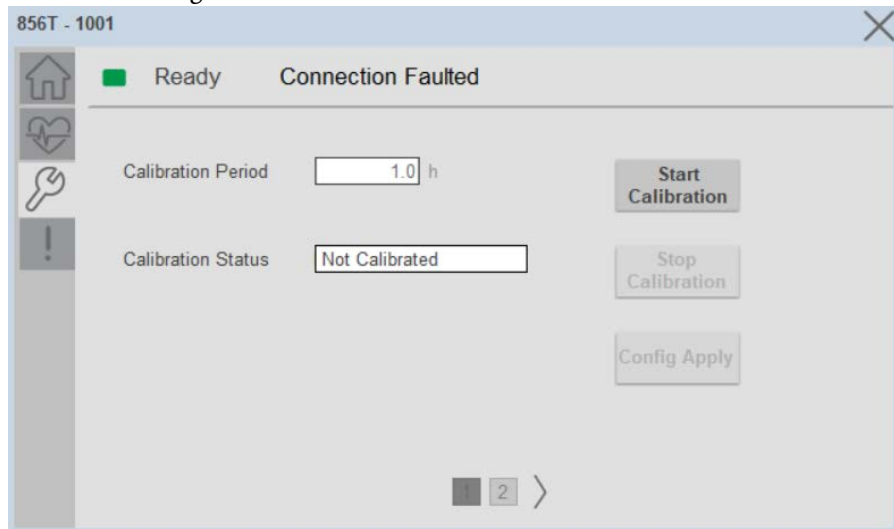 856T - 1001
Ready Connection Faulted
Calibration Period 1.0 h
Start
Calibration
Calibration Status Not Calibrated
Stop
Calibration
Config Apply
1 2